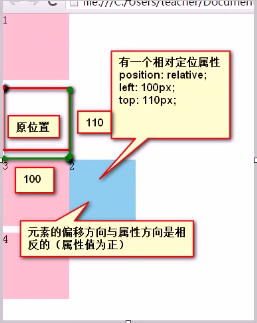 file:///C:/teacher/Documen
1
有一个相对定位属性
position: relative;
left: 100px;
top: 110px;
原位置
110
3
2
100
元素的偏移方向与属性方向是相
反的（属性值为正）
4